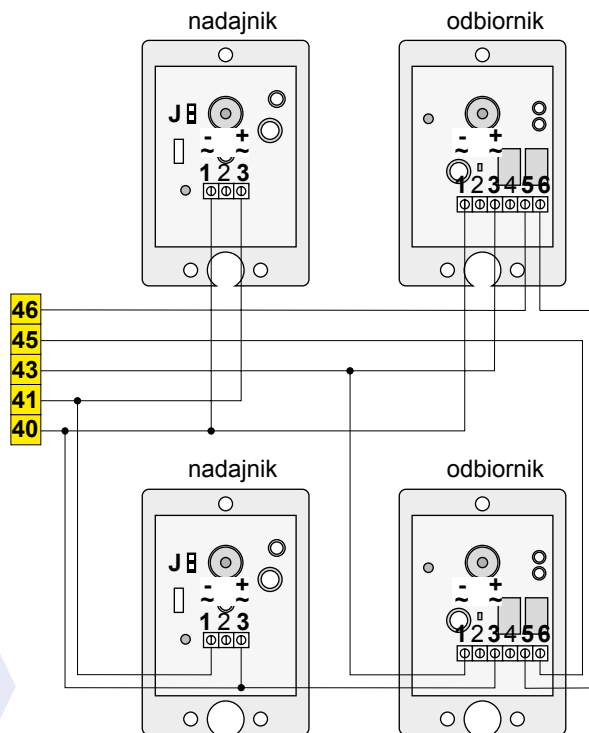 nadajnik
odbiornik
J
- +
~ ~
1 2 3
- +
~ ~
1 2 3 4 5 6
46
45
43
41
40
nadajnik
odbiornik
J
- +
~ ~
1 2 3
- +
~ ~
1 2 3 4 5 6